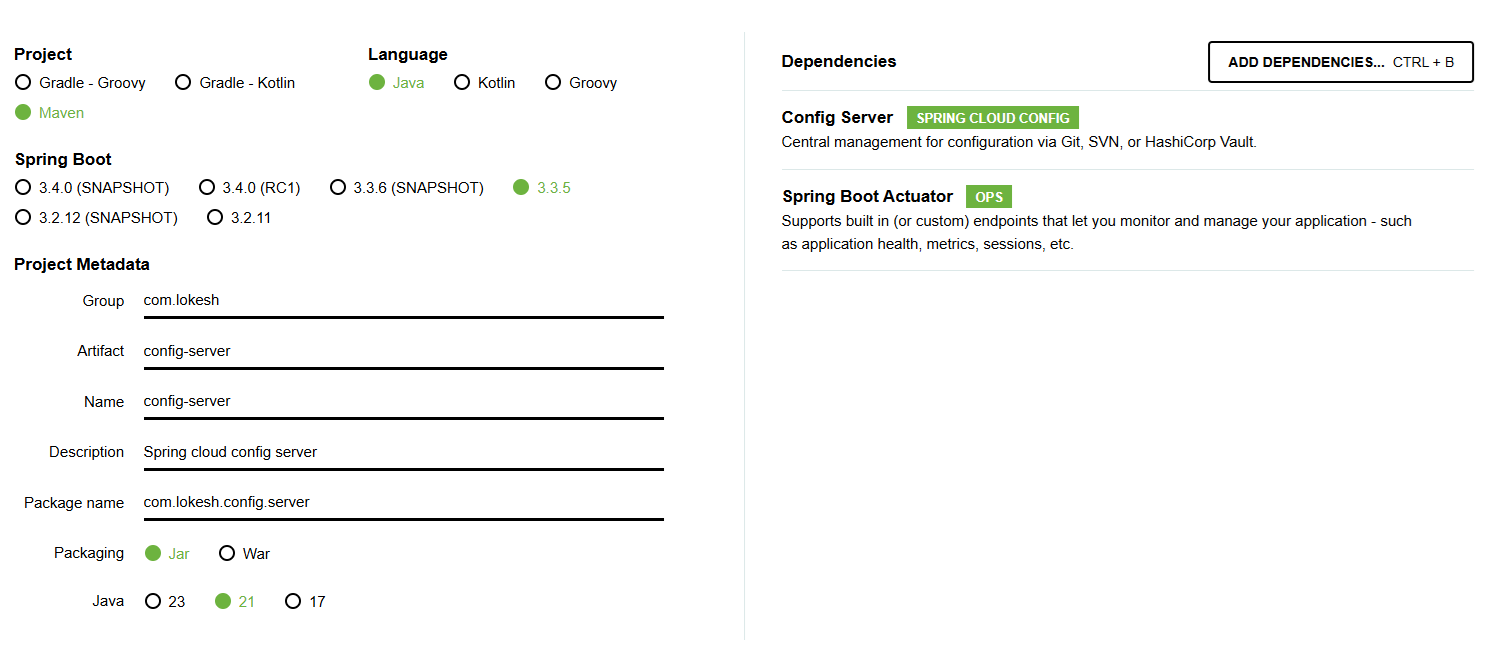 Project
Gradle - Groovy Gradle - Kotlin
Maven
Language
Java Kotlin Groovy
Spring Boot
3.4.0 (SNAPSHOT) 3.4.0 (RC1) 3.3.6 (SNAPSHOT) 3.3.5
3.2.12 (SNAPSHOT) 3.2.11
Project Metadata
Group com.lokesh
Artifact config-server
Name config-server
Description Spring cloud config server
Package name com.lokesh.config.server
Packaging Jar War
Java 23 21 17
Dependencies
ADD DEPENDENCIES... CTRL + B
Config Server SPRING CLOUD CONFIG
Central management for configuration via Git, SVN, or HashiCorp Vault.
Spring Boot Actuator OPS
Supports built in (or custom) endpoints that let you monitor and manage your application - such
as application health, metrics, sessions, etc.